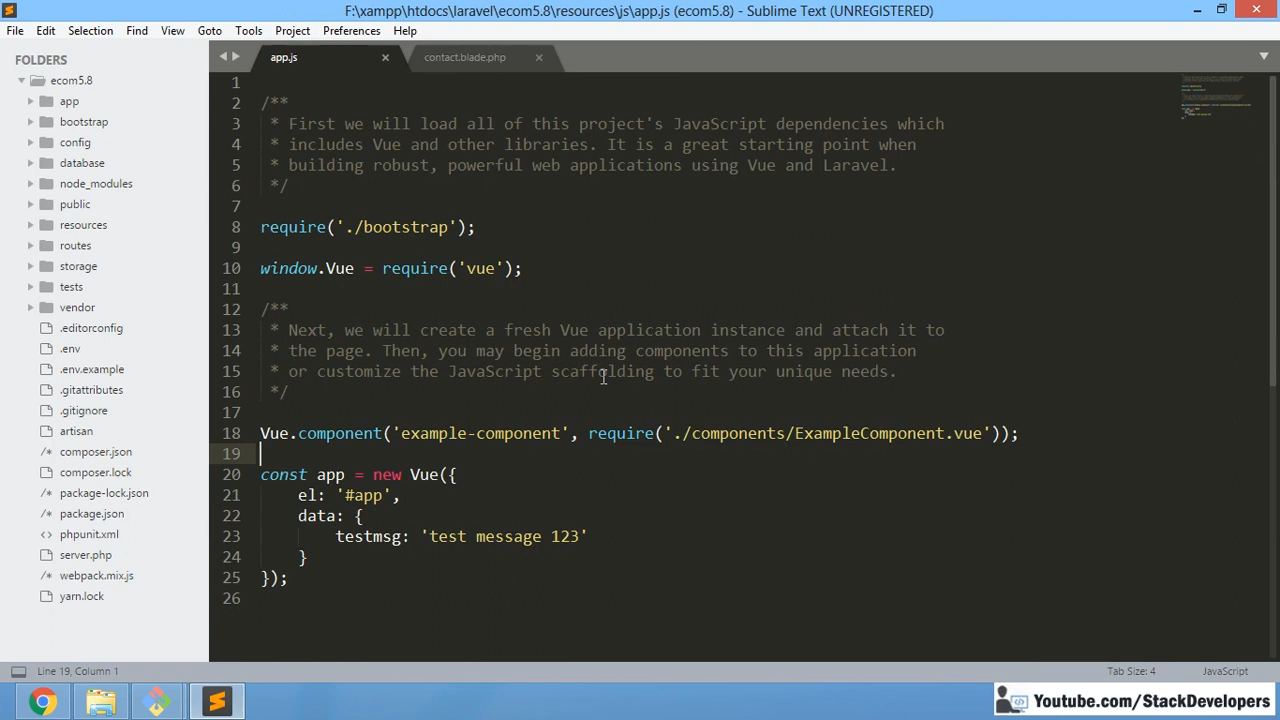 F:\xampp\htdocs\laravel\ecom5.8\resources\js\app.js (ecom5.8) - Sublime Text (UNREGISTERED)
File Edit Selection Find View Goto Tools Project Preferences Help
FOLDERS
ecom5.8
app
bootstrap
config
database
node_modules
public
resources
routes
storage
tests
vendor
.editorconfig
.env
.env.example
.gitattributes
.gitignore
artisan
composer.json
composer.lock
package-lock.json
package.json
phpunit.xml
server.php
webpack.mix.js
yarn.lock
app.js contact.blade.php
1
2 /**
3  * First we will load all of this project's JavaScript dependencies which
4  * includes Vue and other libraries. It is a great starting point when
5  * building robust, powerful web applications using Vue and Laravel.
6  */
7
8 require('./bootstrap');
9
10 window.Vue = require('vue');
11
12 /**
13  * Next, we will create a fresh Vue application instance and attach it to
14  * the page. Then, you may begin adding components to this application
15  * or customize the JavaScript scaffolding to fit your unique needs.
16  */
17
18 Vue.component('example-component', require('./components/ExampleComponent.vue'));
19
20 const app = new Vue({
21     el: '#app',
22     data: {
23         testmsg: 'test message 123'
24     }
25 });
26
Line 19, Column 1 Tab Size: 4 JavaScript
Youtube.com/StackDevelopers